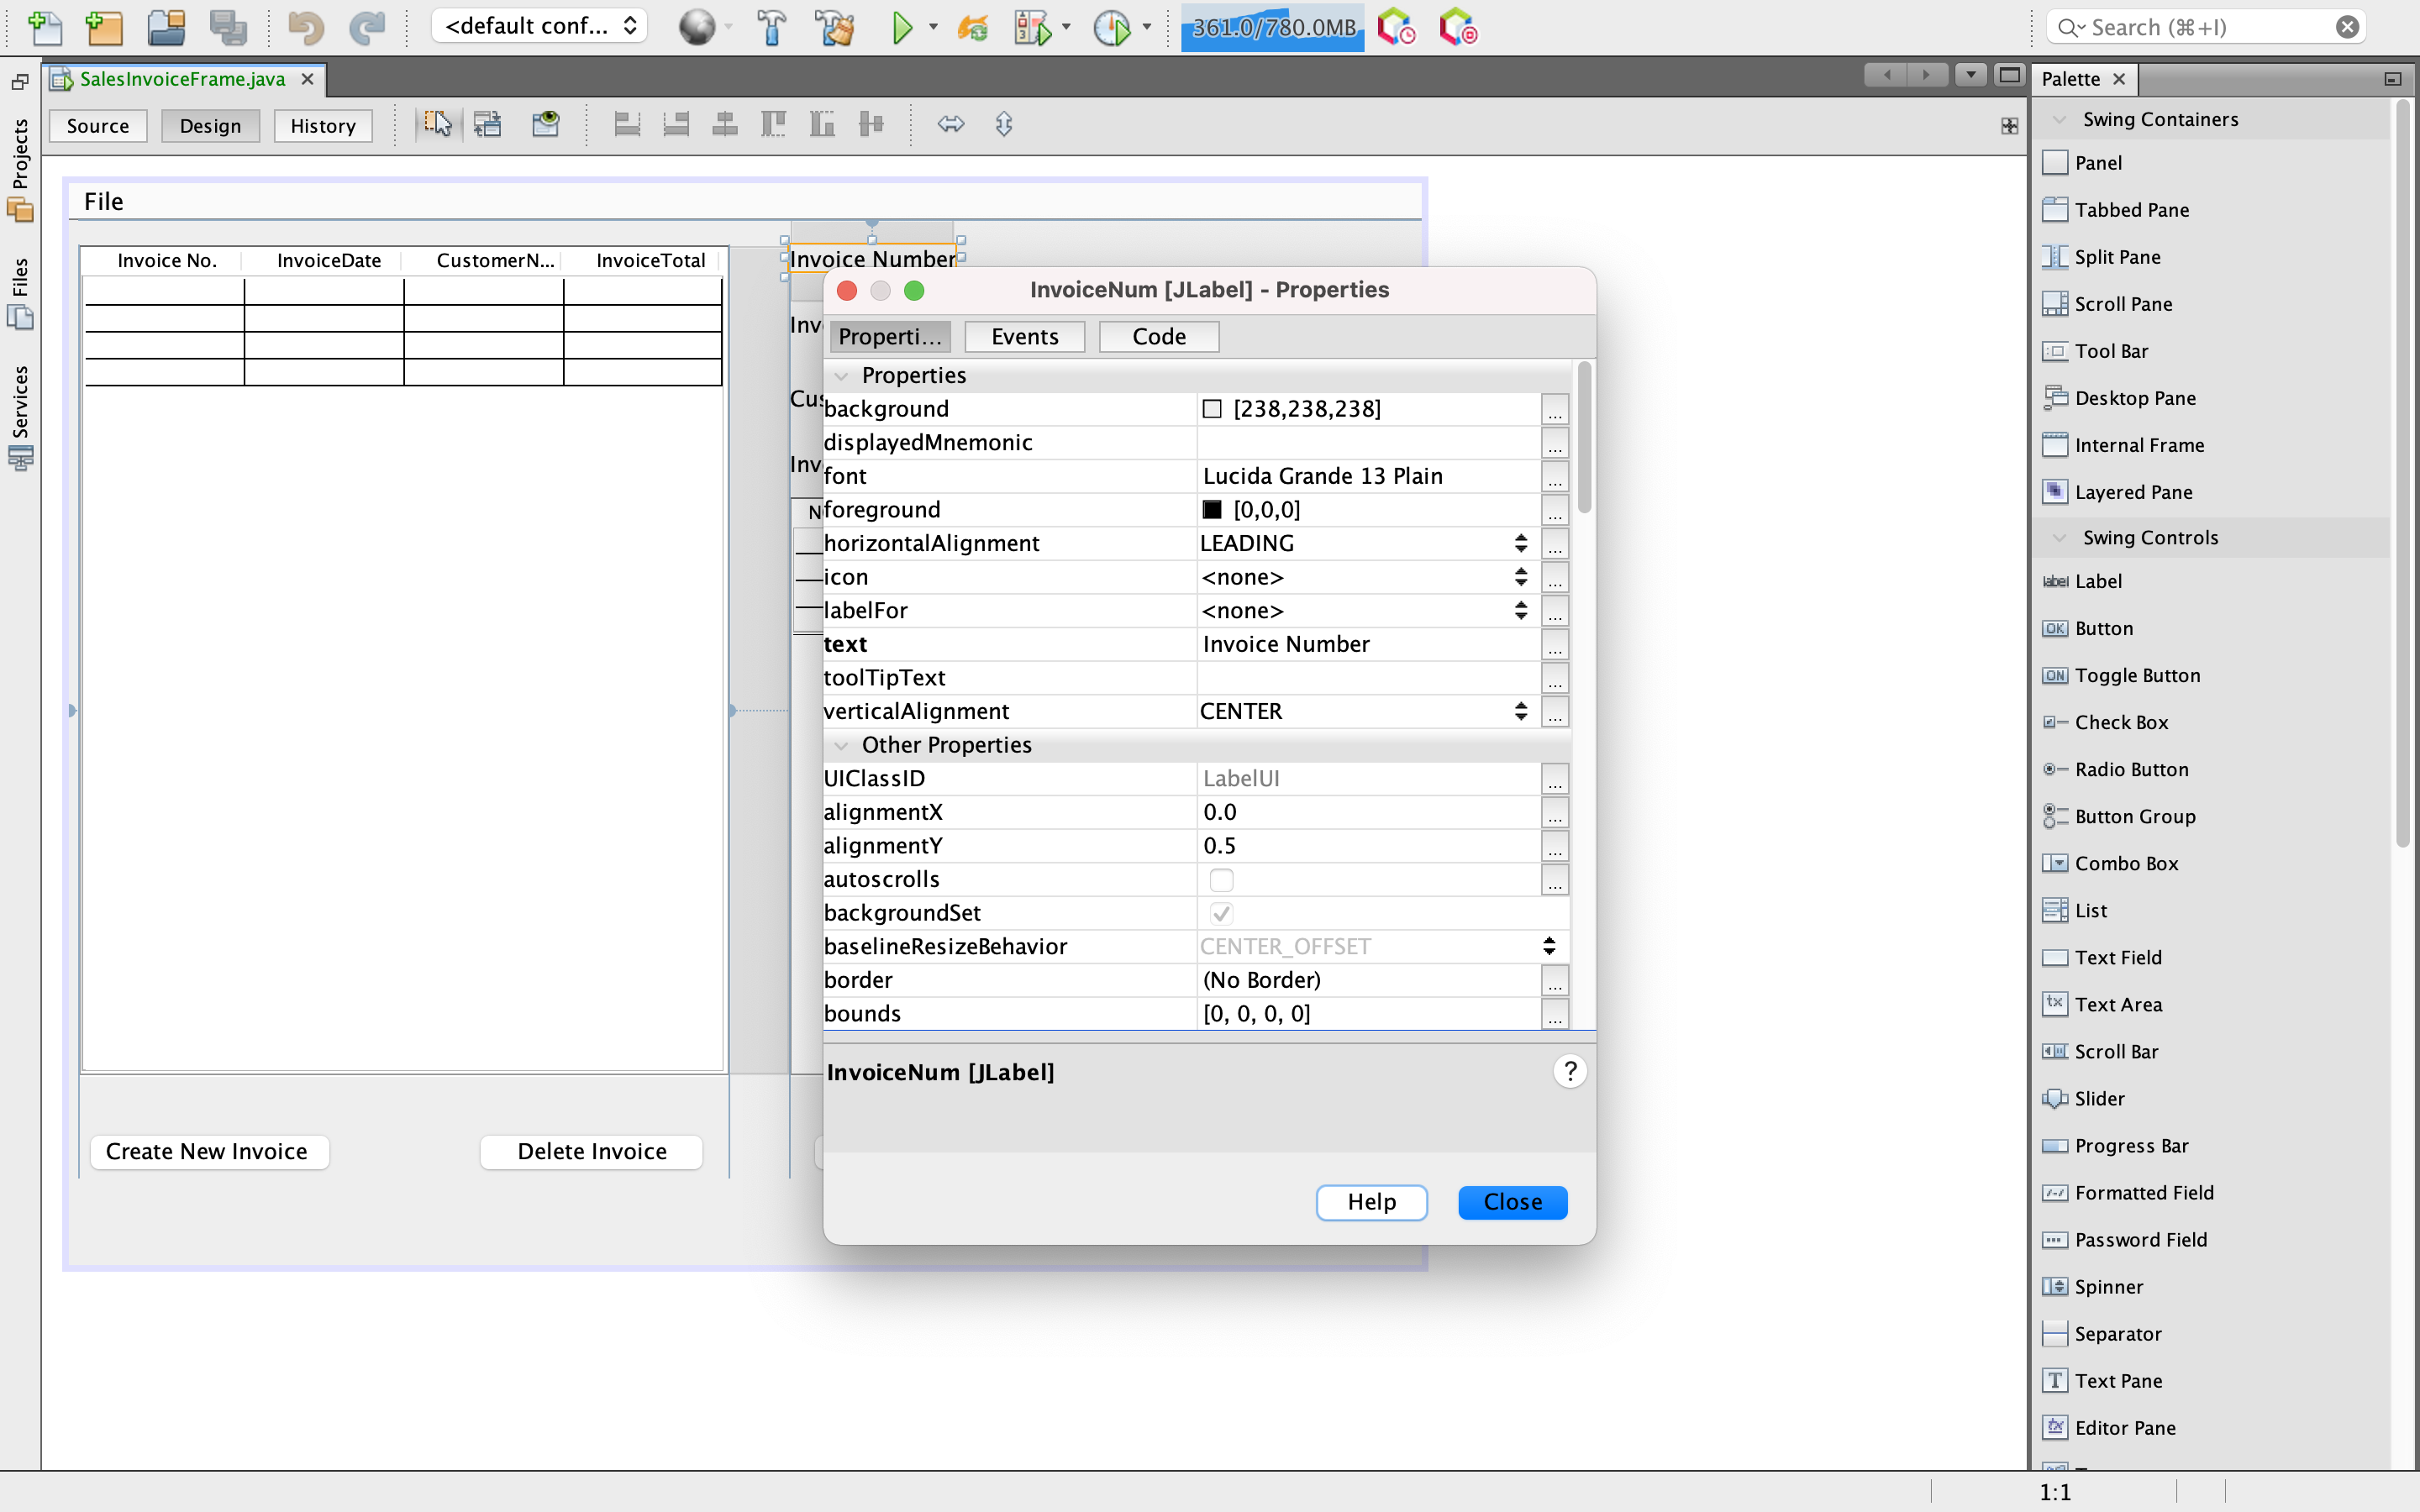 <default conf...
361.0/780.0MB
Search (⌘+I)
SalesInvoiceFrame.java
Palette
Source
Design
History
Projects
Files
Services
File
Invoice No.
InvoiceDate
CustomerN...
InvoiceTotal
Invoice Number
Inv
Cus
Inv
N
Create New Invoice
Delete Invoice
InvoiceNum [JLabel] - Properties
Properti...
Events
Code
Properties
background
[238,238,238]
...
displayedMnemonic
...
font
Lucida Grande 13 Plain
...
foreground
[0,0,0]
...
horizontalAlignment
LEADING
...
icon
<none>
...
labelFor
<none>
...
text
Invoice Number
...
toolTipText
...
verticalAlignment
CENTER
...
Other Properties
UIClassID
LabelUI
...
alignmentX
0.0
...
alignmentY
0.5
...
autoscrolls
...
backgroundSet
baselineResizeBehavior
CENTER_OFFSET
border
(No Border)
...
bounds
[0, 0, 0, 0]
...
InvoiceNum [JLabel]
?
Help
Close
Swing Containers
Panel
Tabbed Pane
Split Pane
Scroll Pane
Tool Bar
Desktop Pane
Internal Frame
Layered Pane
Swing Controls
label
Label
OK
Button
ON
Toggle Button
Check Box
Radio Button
Button Group
Combo Box
List
Text Field
tx
Text Area
Scroll Bar
Slider
Progress Bar
Formatted Field
Password Field
Spinner
Separator
T
Text Pane
Editor Pane
1:1